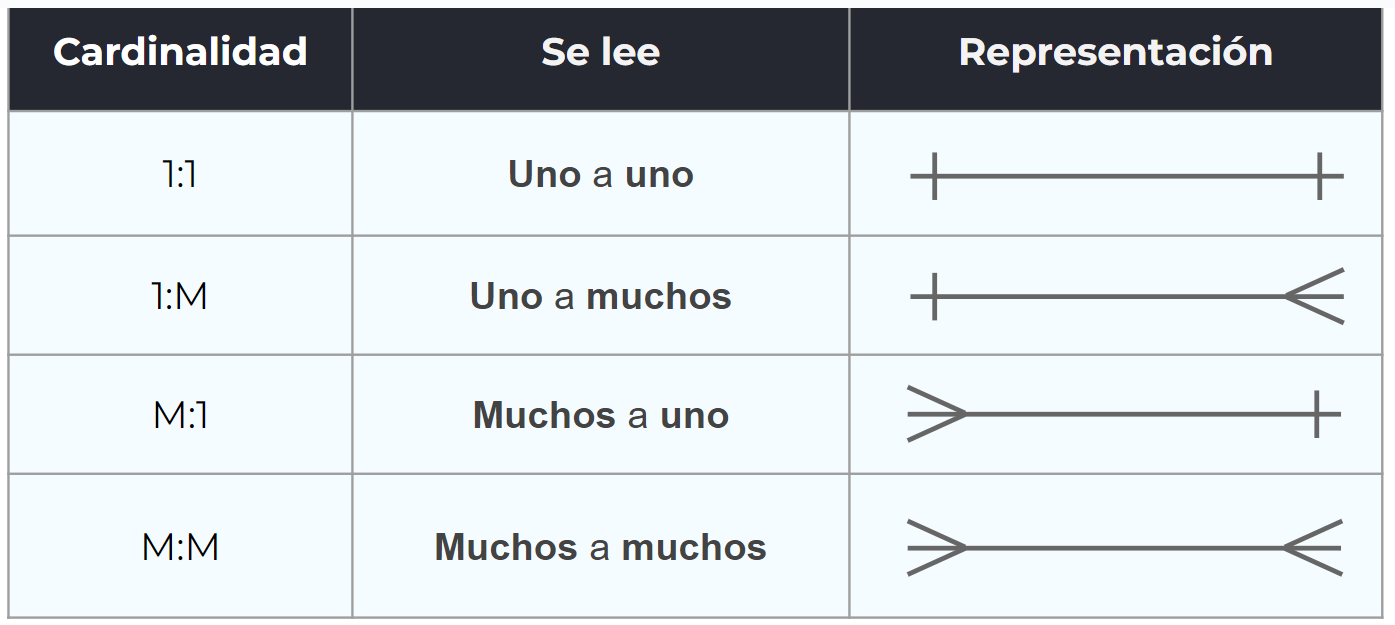 Cardinalidad Se lee Representación
1:1 Uno a uno
1:M Uno a muchos
M:1 Muchos a uno
M:M Muchos a muchos